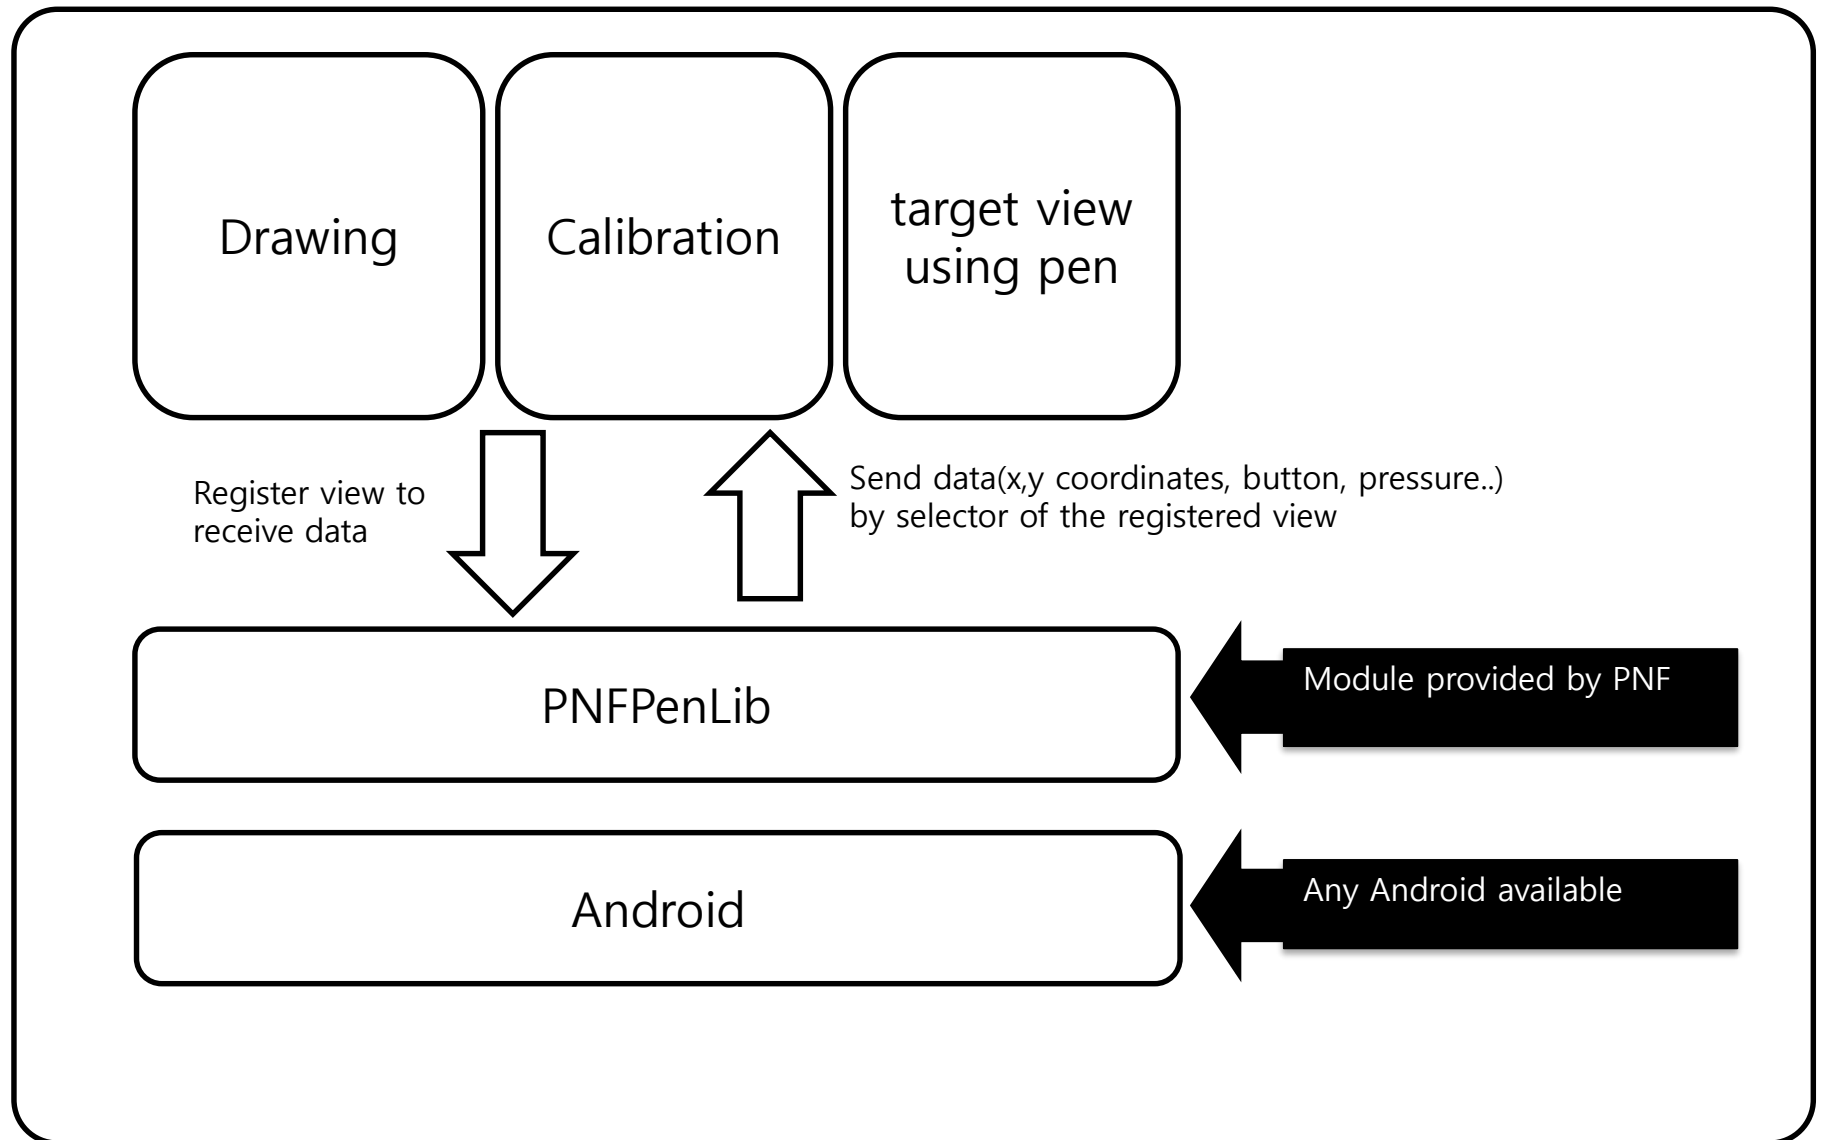 Drawing
Calibration
target view
using pen
Register view to
receive data
Send data(x,y coordinates, button, pressure..)
by selector of the registered view
PNFPenLib
Module provided by PNF
Android
Any Android available